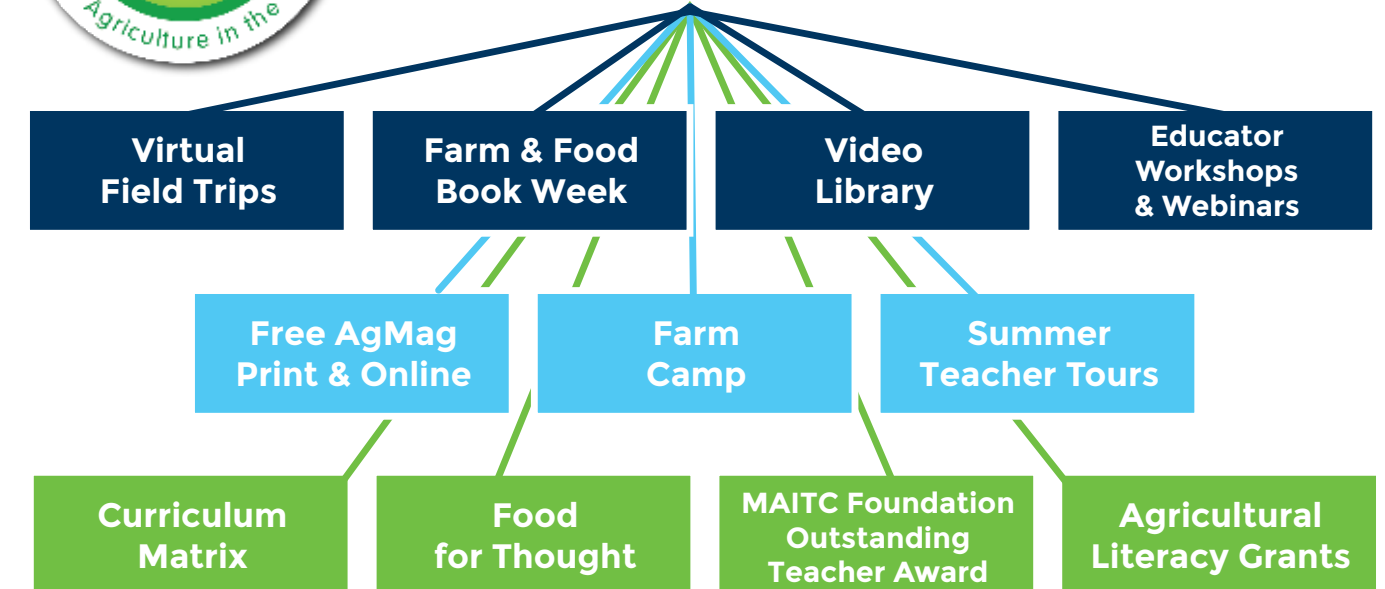 Agriculture in the
Virtual
Field Trips
Farm & Food
Book Week
Video
Library
Educator
Workshops
& Webinars
Free AgMag
Print & Online
Farm
Camp
Summer
Teacher Tours
Curriculum
Matrix
Food
for Thought
MAITC Foundation
Outstanding
Teacher Award
Agricultural
Literacy Grants